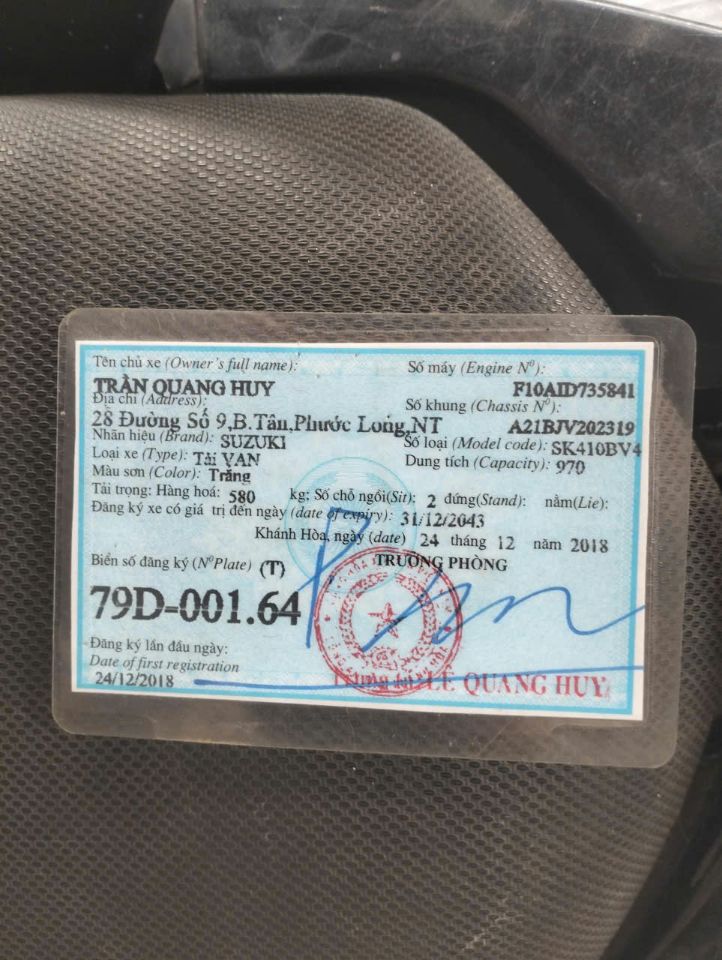 Tên chủ xe (Owner's full name):
TRẦN QUANG HUY
Địa chỉ (Address):
28 Đường Số 9,B.Tân,Phước Long,NT
Nhãn hiệu (Brand): SUZUKI
Loại xe (Type): Tải VAN
Màu sơn (Color): Trắng
Số máy (Engine Nº):
F10AID735841
Số khung (Chassis Nº):
A21BJV202319
Số loại (Model code): SK410BV4
Dung tích (Capacity): 970
Tải trọng: Hàng hoá: 580 kg: Số chỗ ngồi(Sit): 2 đứng(Stand): nằm(Lie):
Đăng ký xe có giá trị đến ngày (date of expiry): 31/12/2043
Khánh Hòa, ngày (date) 24 tháng 12 năm 2018
Biển số đăng ký (NºPlate) (T)
79D-001.64
TRƯỞNG PHÒNG
Đăng ký lần đầu ngày:
Date of first registration
24/12/2018
LÊ QUANG HUY